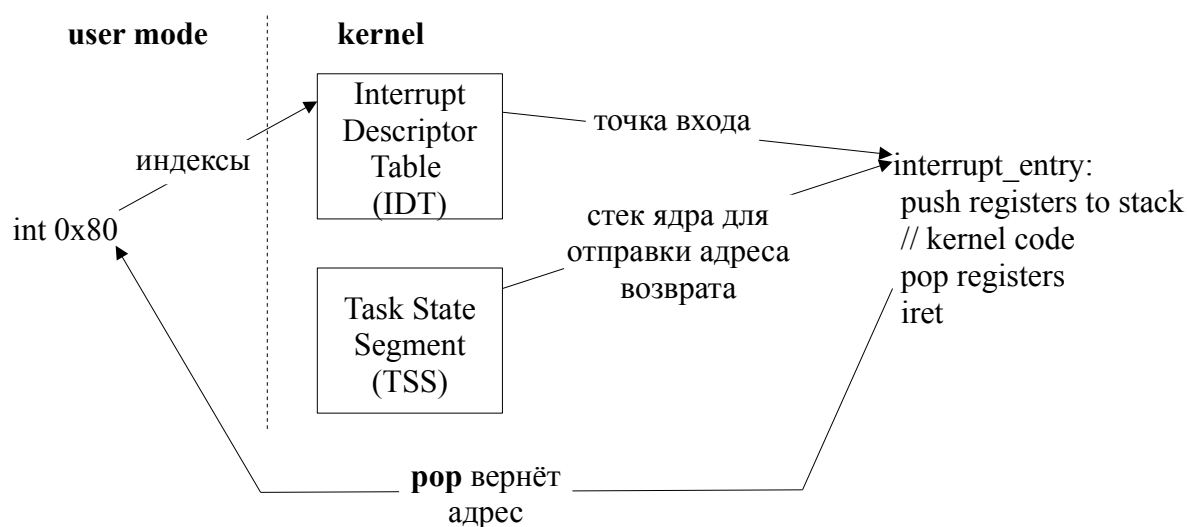 user mode
kernel
Interrupt
Descriptor
Table
(IDT)
точка входа
индексы
interrupt_entry:
push registers to stack
// kernel code
pop registers
iret
int 0x80
стек ядра для
отправки адреса
возврата
Task State
Segment
(TSS)
pop вернёт
адрес